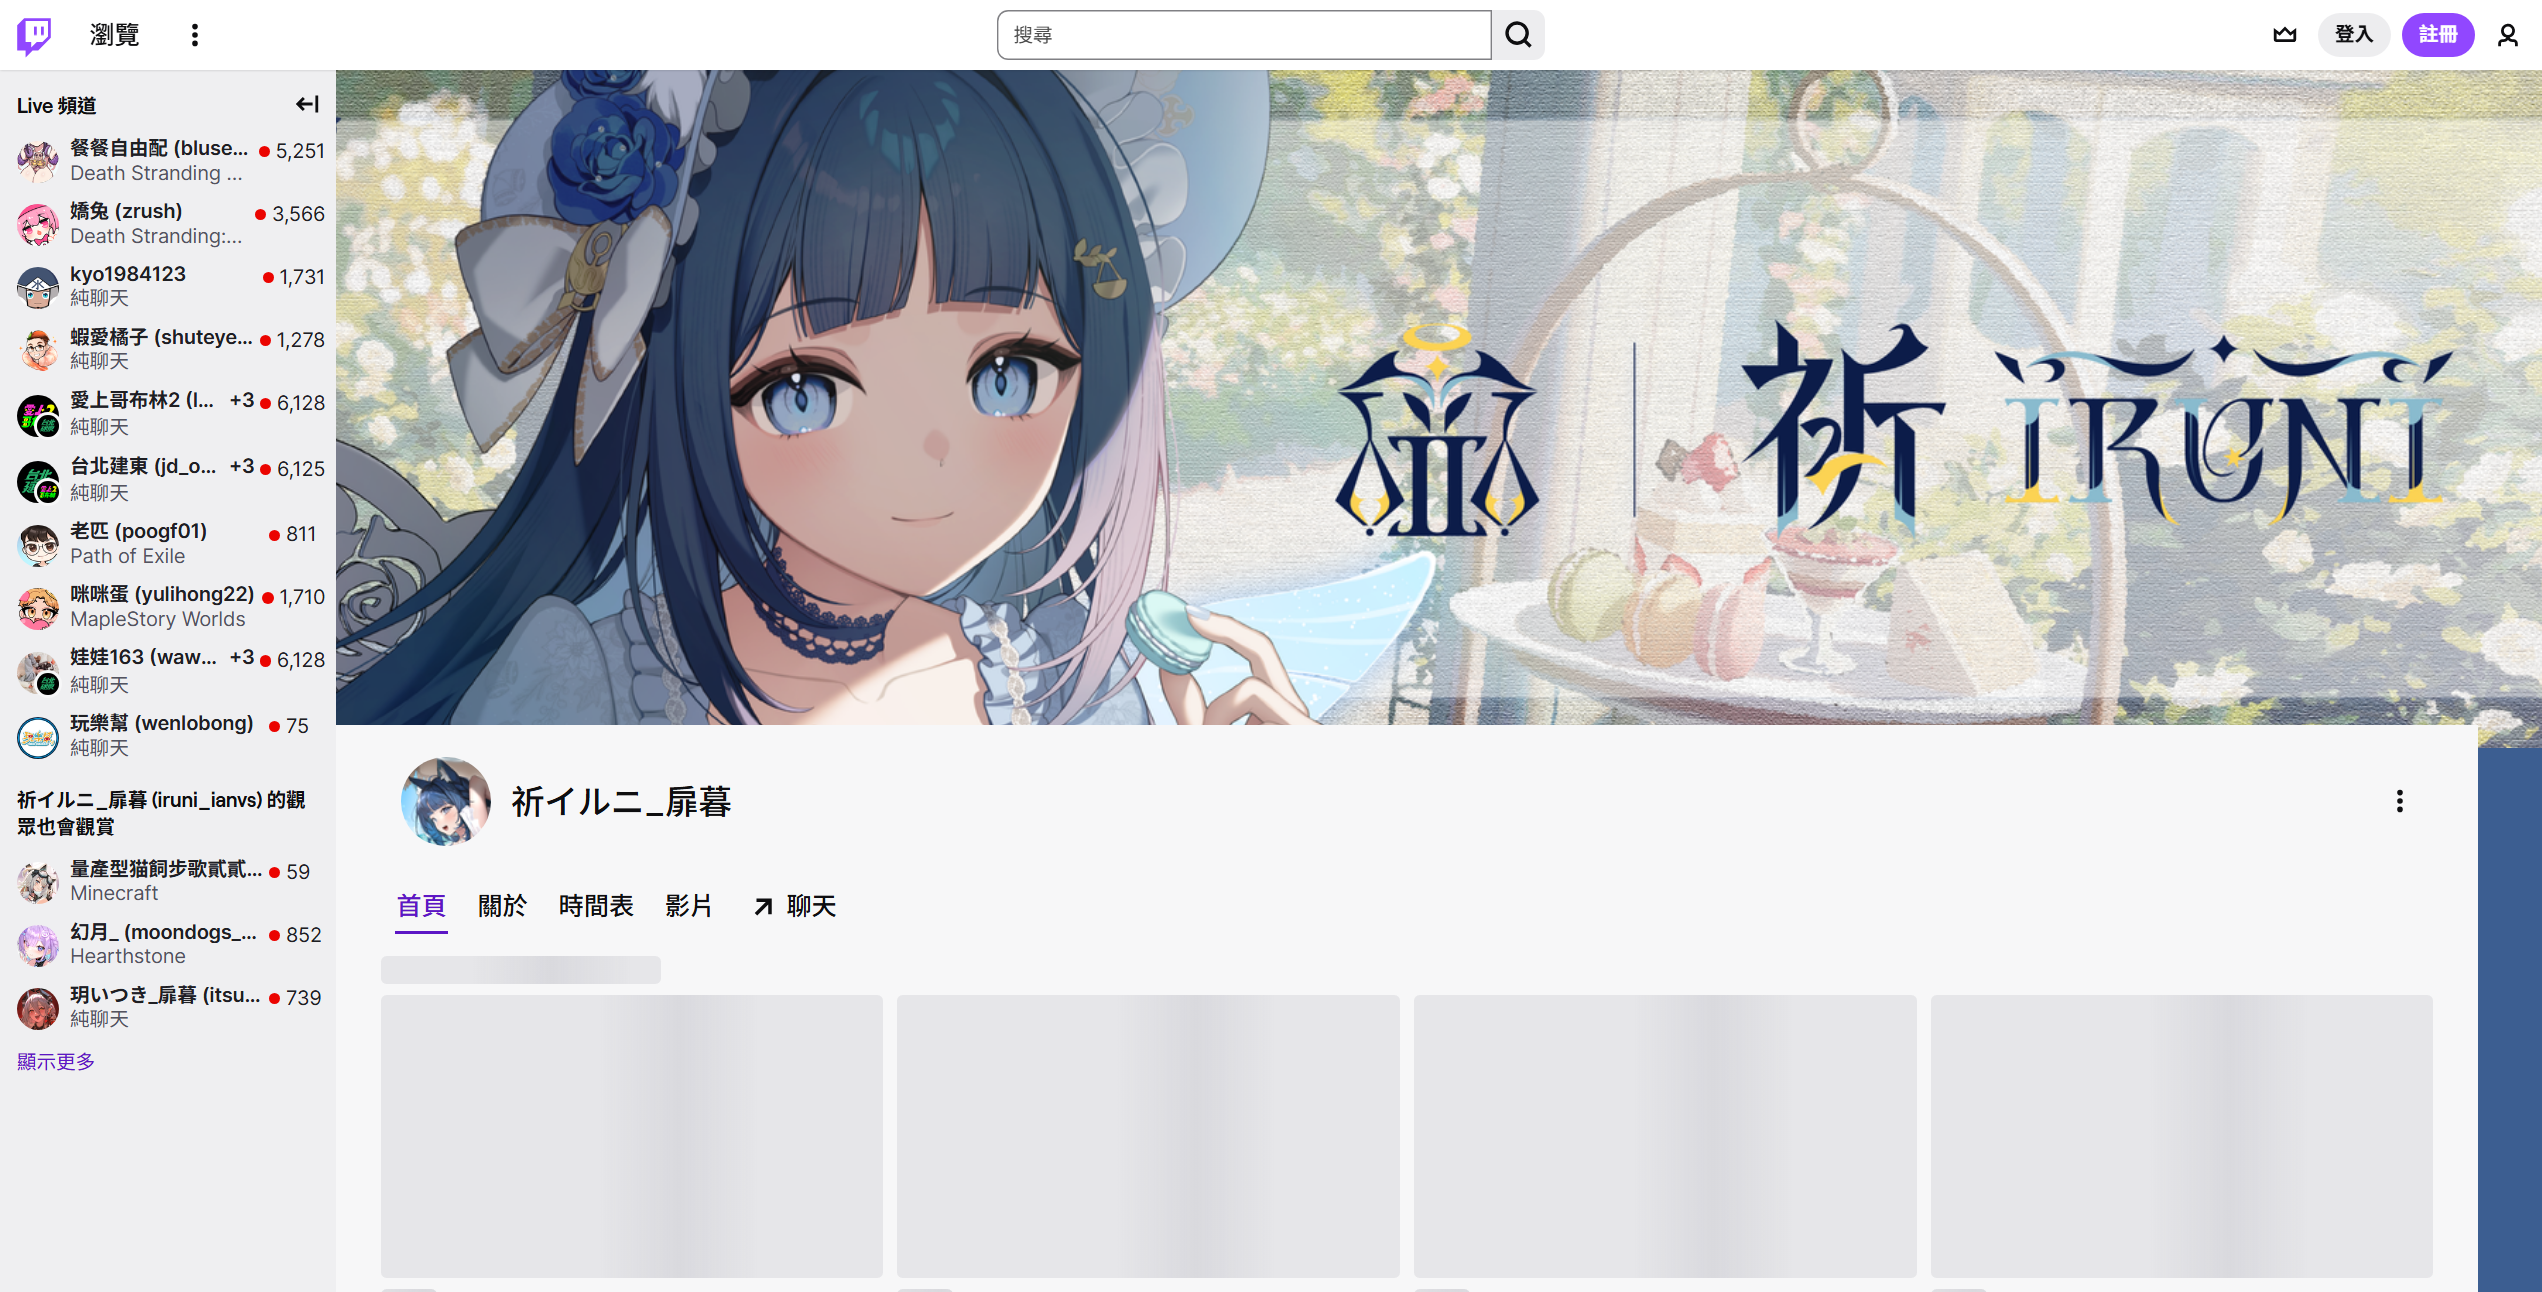 瀏覽
搜尋
登入
註冊
Live 頻道
餐餐自由配 (bluse...
5,251
Death Stranding ...
嬌兔 (zrush)
3,566
Death Stranding:...
kyo1984123
1,731
純聊天
蝦愛橘子 (shuteye...
1,278
純聊天
愛上哥布林2 (l... +3
6,128
純聊天
台北建東 (jd_o... +3
6,125
純聊天
老匹 (poogf01)
811
Path of Exile
咪咪蛋 (yulihong22)
1,710
MapleStory Worlds
娃娃163 (waw... +3
6,128
純聊天
玩樂幫 (wenlobong)
75
純聊天
祈イルニ_扉暮 (iruni_ianvs) 的觀
眾也會觀賞
量產型猫飼步歌貳貳...
59
Minecraft
幻月_ (moondogs_...
852
Hearthstone
玥いつき_扉暮 (itsu...
739
純聊天
顯示更多
祈 IRUNI
祈イルニ_扉暮
首頁
關於
時間表
影片
聊天